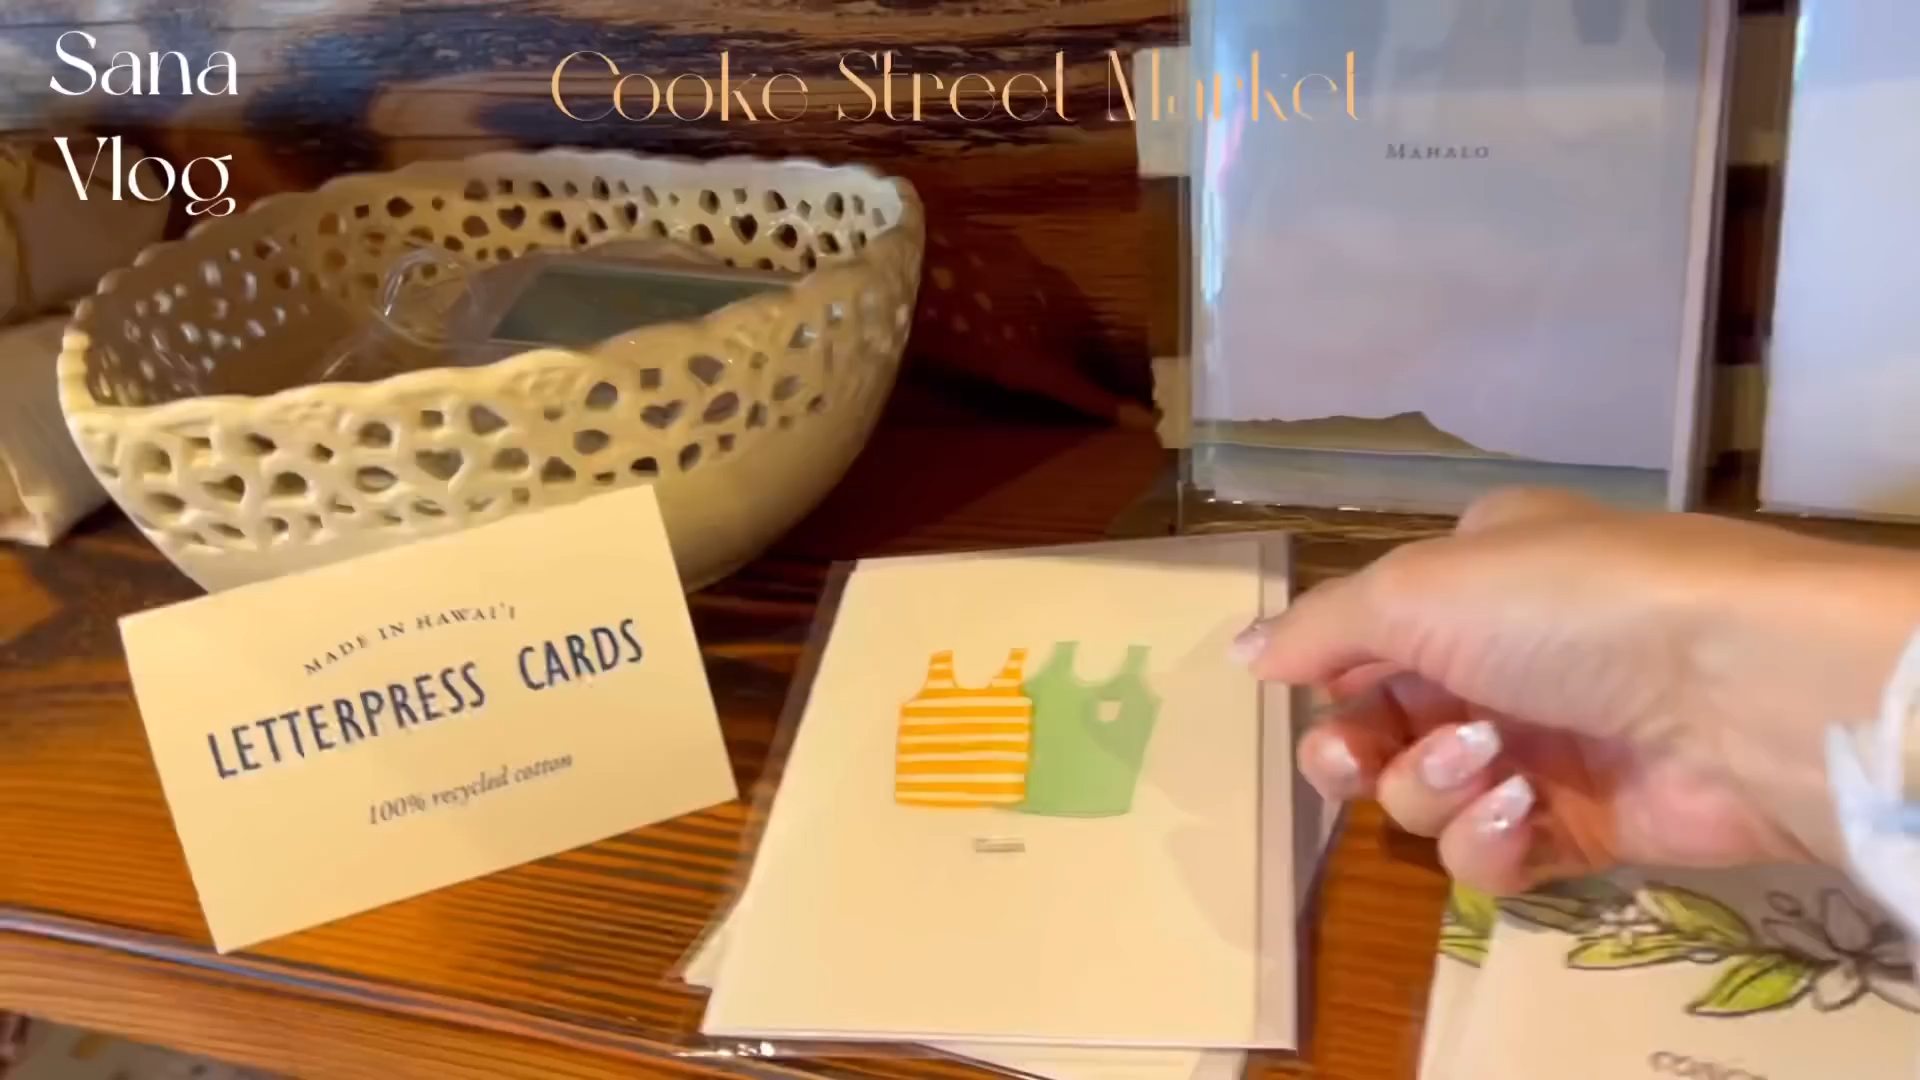 Sana
Vlog
Cooke Street Market
MAHALO
MADE IN HAWAI'I
LETTERPRESS CARDS
100% recycled cotton